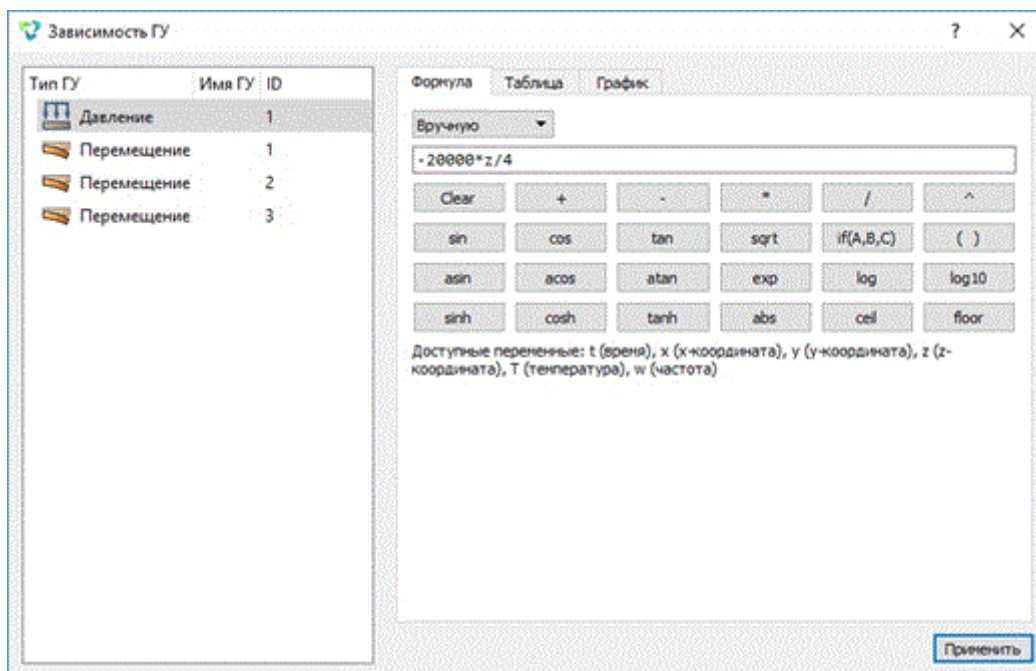 Зависимость ГУ
? ×
Тип ГУ Имя ГУ ID
Давление 1
Перемещение 1
Перемещение 2
Перемещение 3
Формула Таблица График
Вручную
-20000*z/4
Clear + - * / ^
sin cos tan sqrt if(A,B,C) ( )
asin acos atan exp log log10
sinh cosh tanh abs ceil floor
Доступные переменные: t (время), x (x-координата), y (y-координата), z (z-
координата), T (температура), w (частота)
Применить